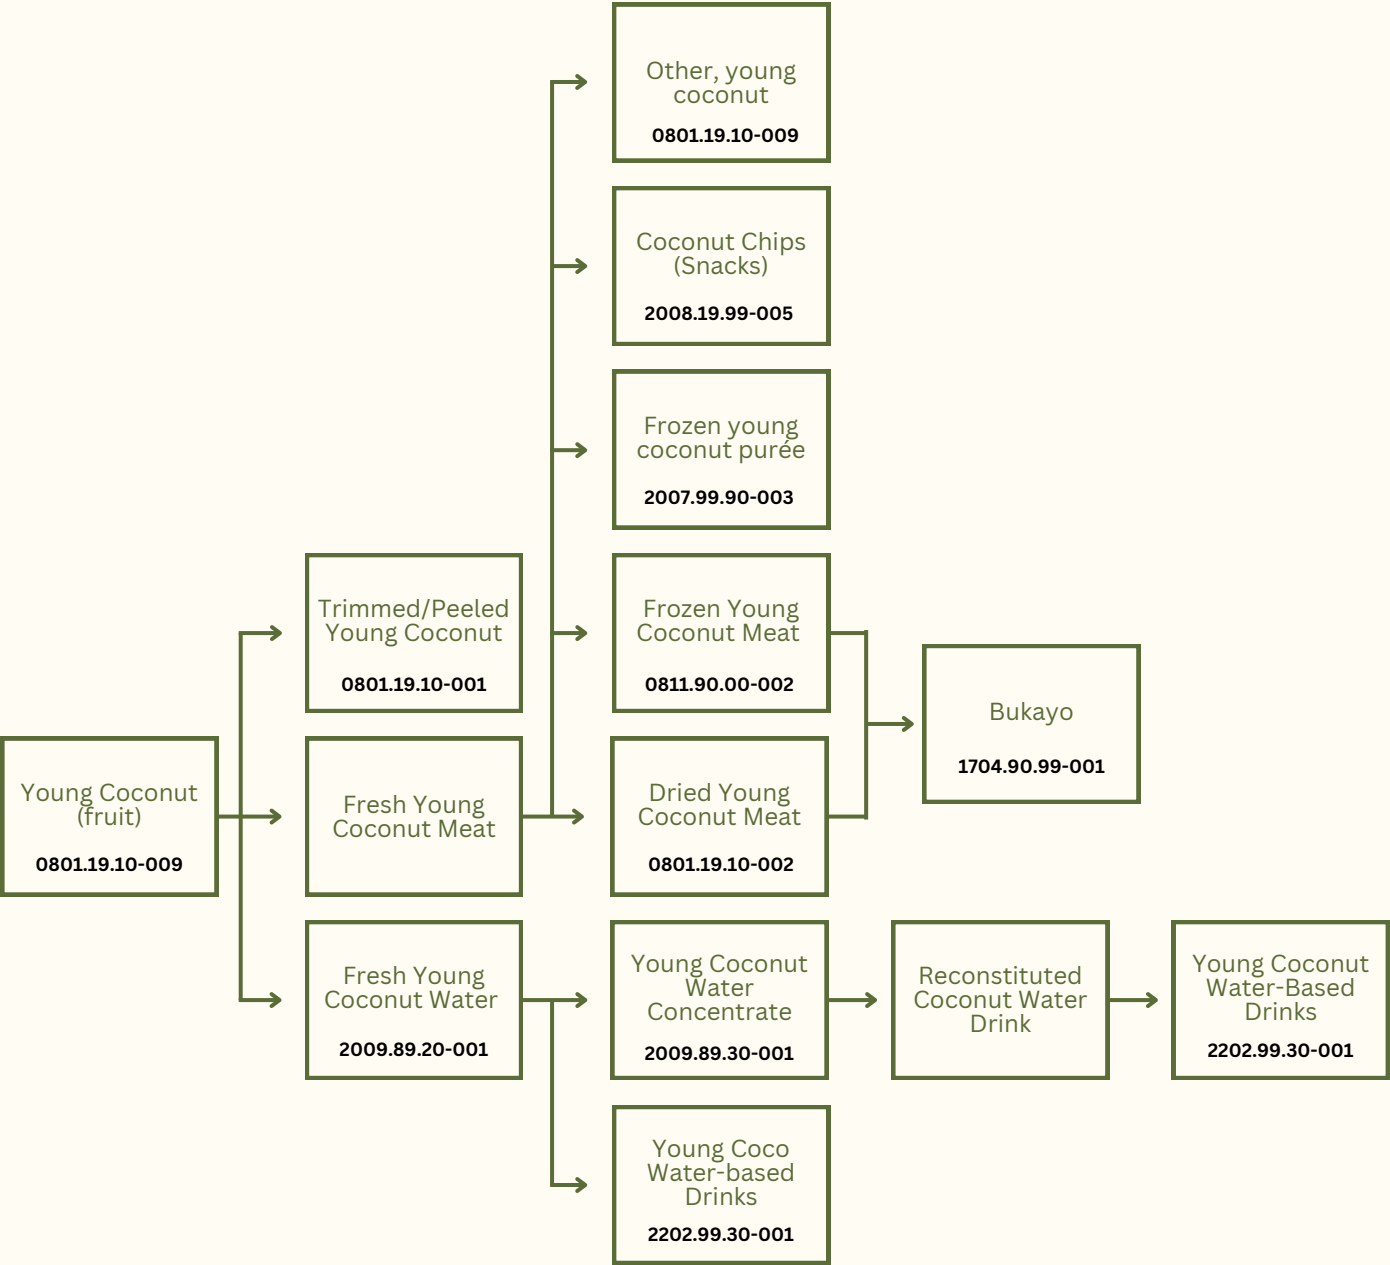 Other, young
coconut
0801.19.10-009
Coconut Chips
(Snacks)
2008.19.99-005
Frozen young
coconut purée
2007.99.90-003
Trimmed/Peeled
Young Coconut
0801.19.10-001
Frozen Young
Coconut Meat
0811.90.00-002
Bukayo
1704.90.99-001
Young Coconut
(fruit)
0801.19.10-009
Fresh Young
Coconut Meat
Dried Young
Coconut Meat
0801.19.10-002
Fresh Young
Coconut Water
2009.89.20-001
Young Coconut
Water
Concentrate
2009.89.30-001
Reconstituted
Coconut Water
Drink
Young Coconut
Water-Based
Drinks
2202.99.30-001
Young Coco
Water-based
Drinks
2202.99.30-001